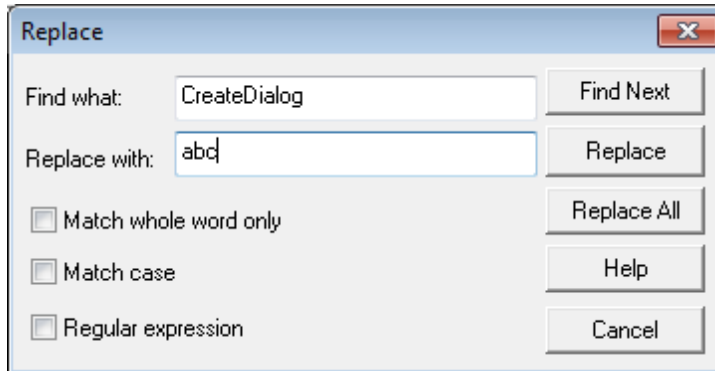 Replace
Find what: CreateDialog Find Next
Replace with: abc Replace
Match whole word only Replace All
Match case Help
Regular expression Cancel